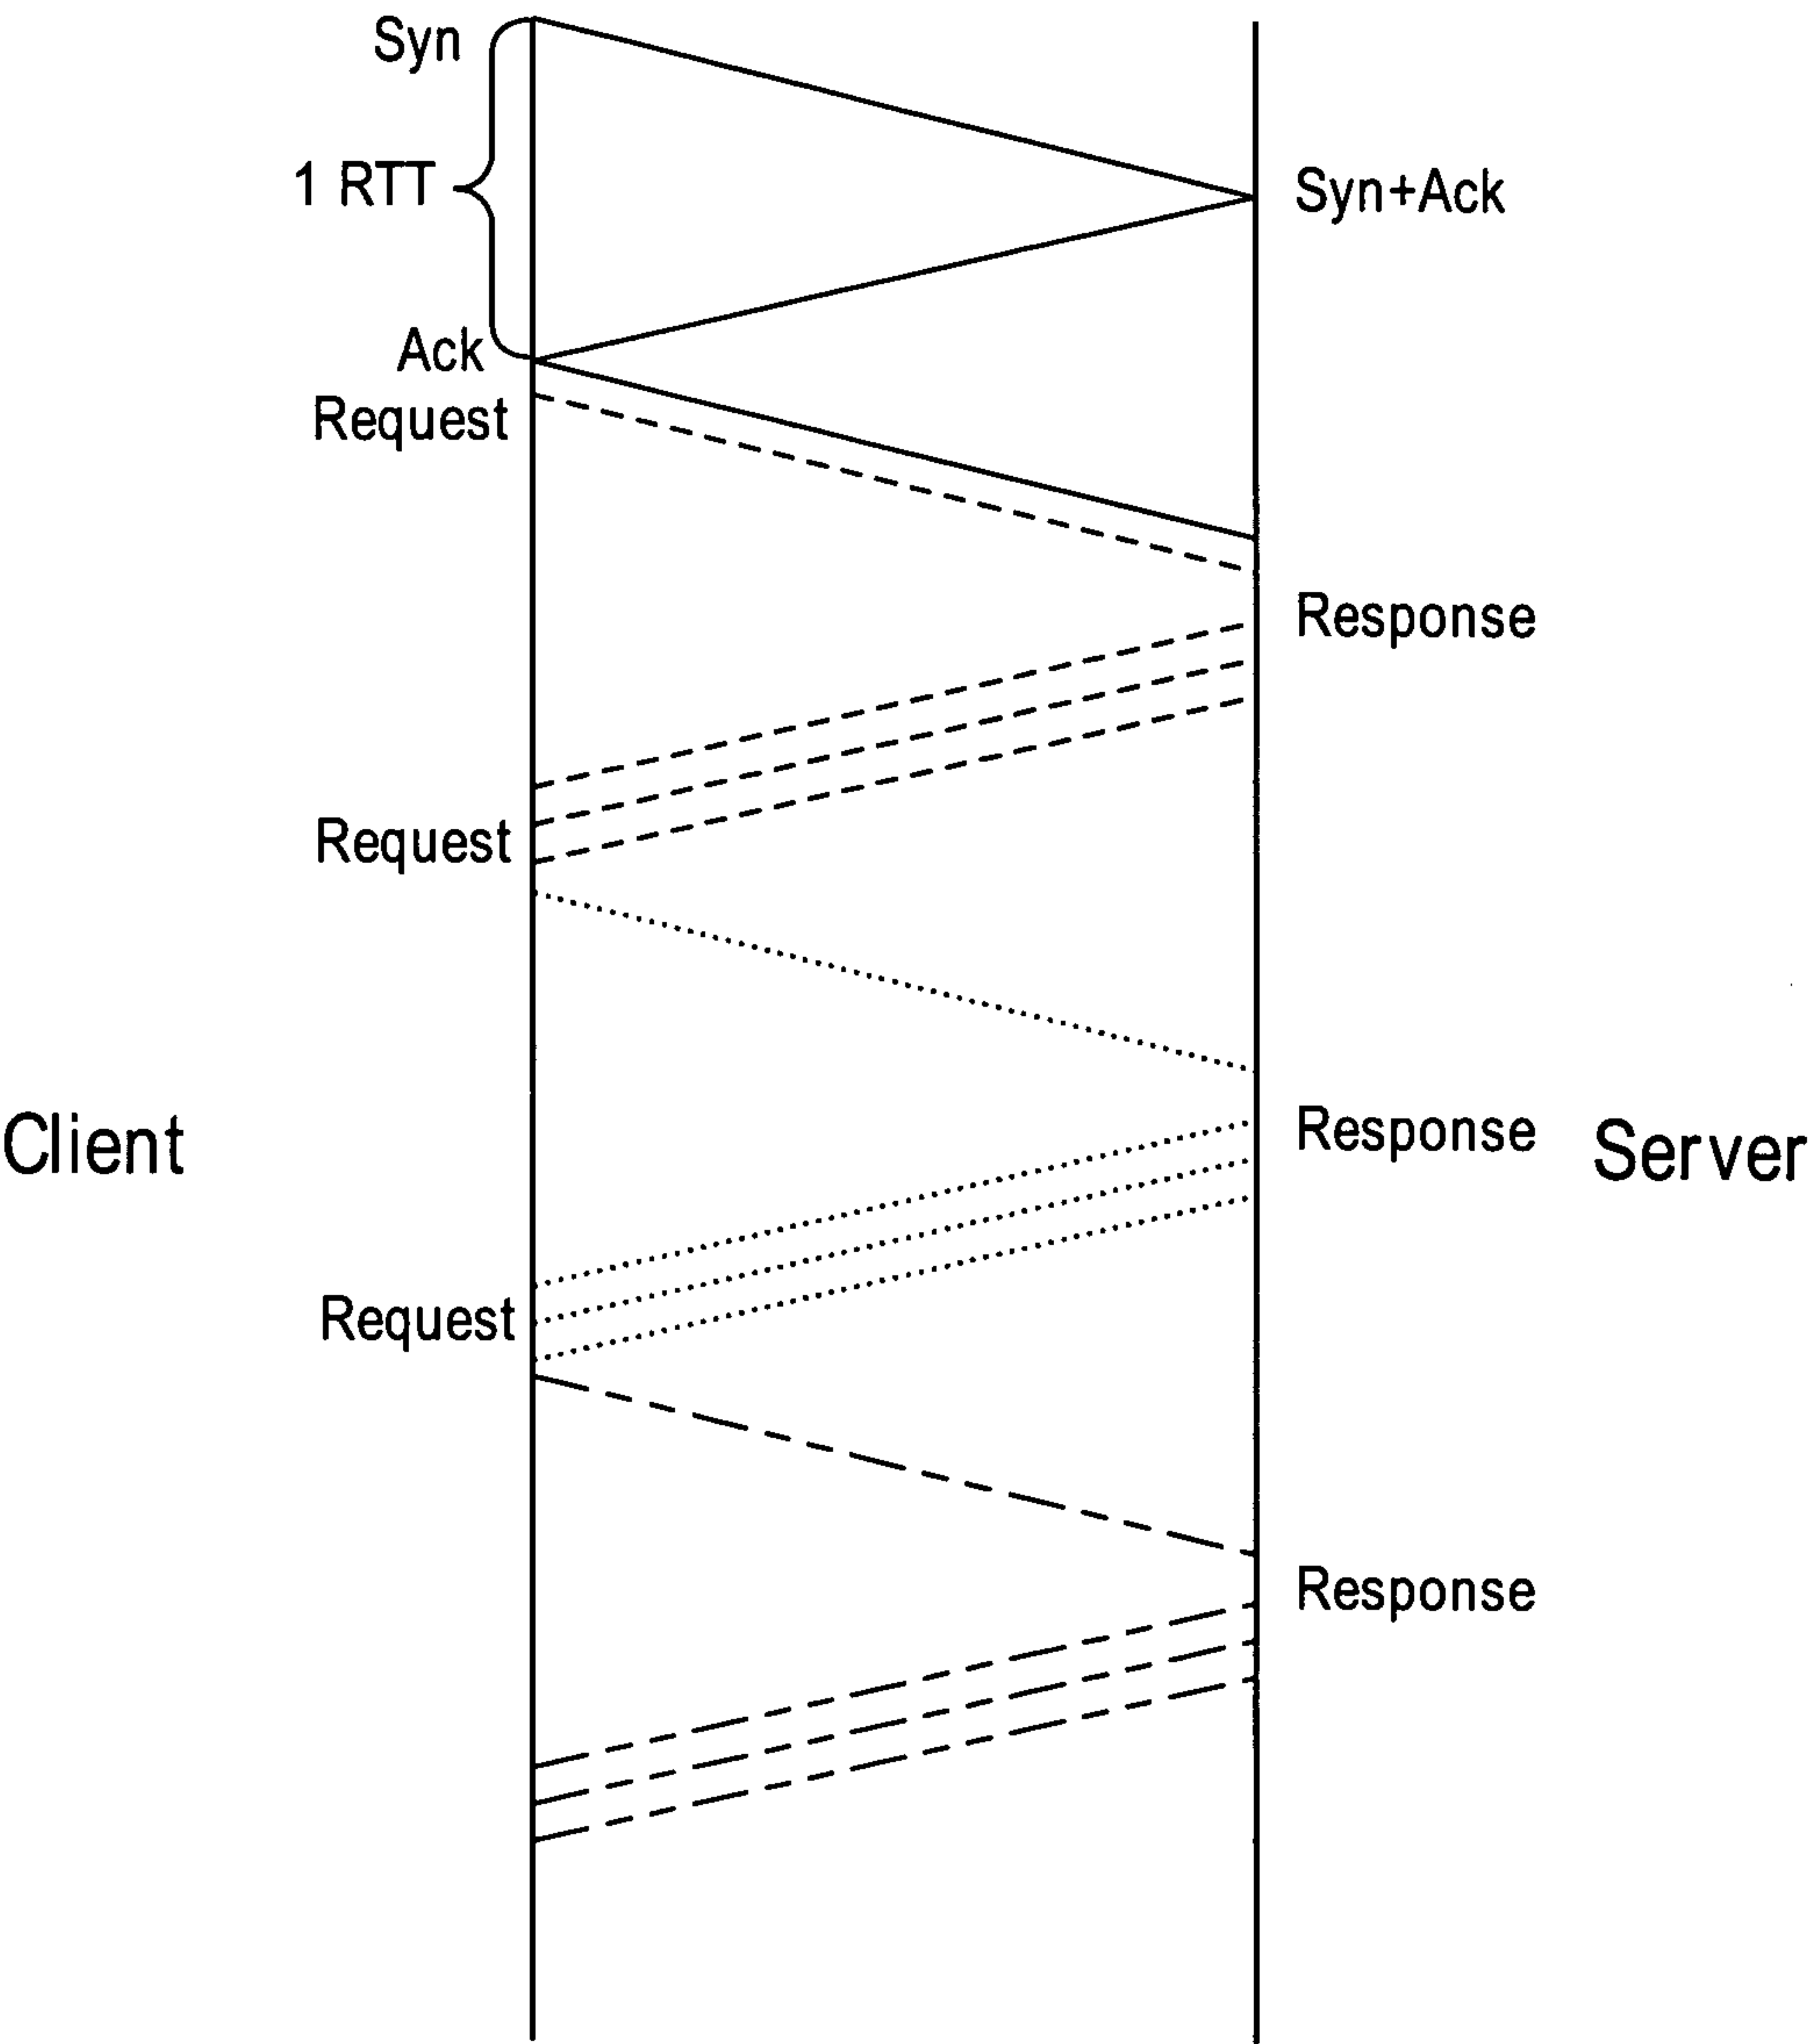 Syn
1 RTT
Syn+Ack
Ack
Request
Response
Request
Client
Response
Server
Request
Response